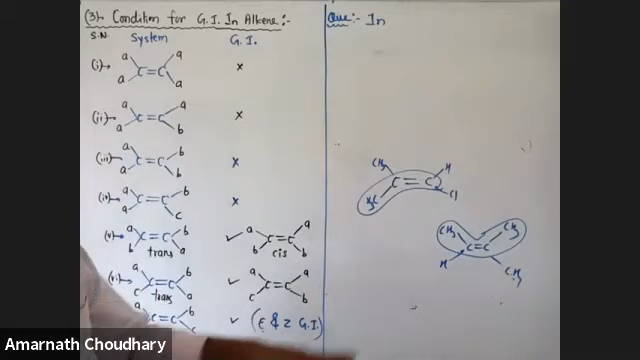 (3) Condition for G.I. In Alkene :-
S.N. System G.I.
(i) a a C=C a a ×
(ii) a a C=C a b ×
(iii) a a C=C b b ×
(iv) a a C=C b c ×
(v) a b C=C b a trans ✓ a b C=C a b cis
(vi) a c C=C b a trans ✓ a c C=C a b
a C=C b ✓ (E & Z G.I.)
Que :- In
CH3 H3C C=C H Cl
CH3 H C=C CH3 CH3
Amarnath Choudhary